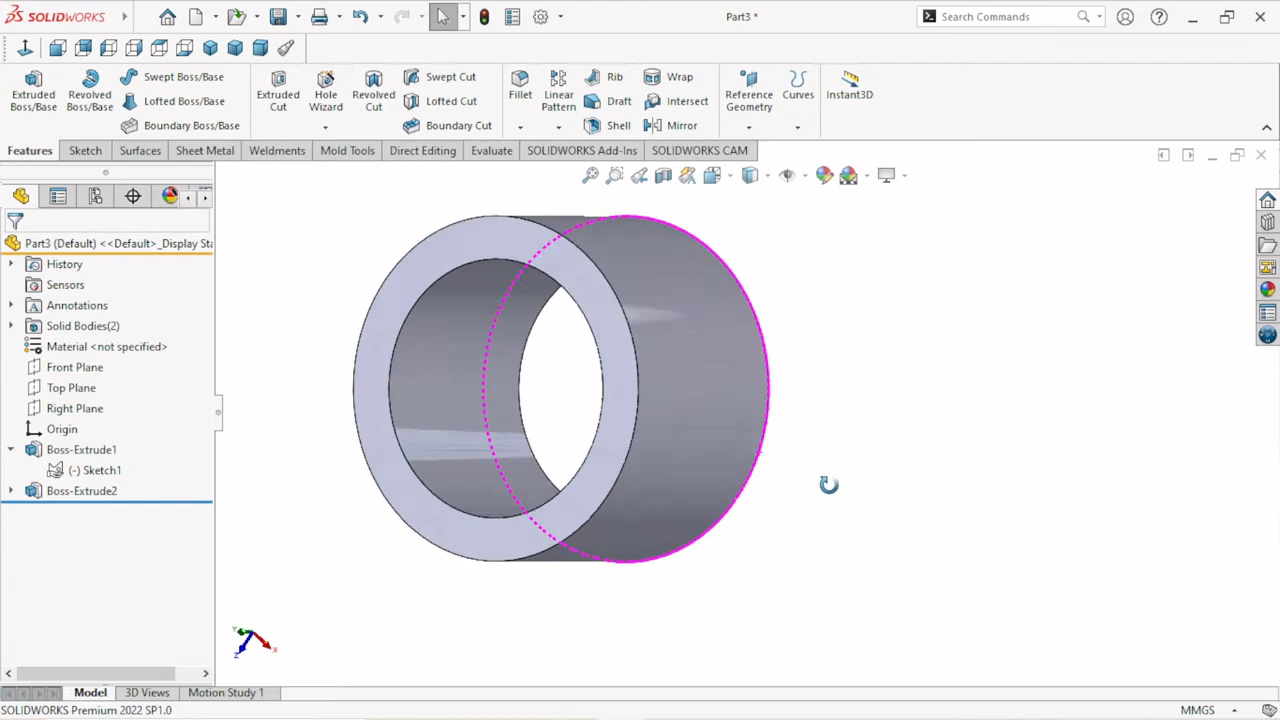 SOLIDWORKS
Part3 *
Search Commands
Extruded Boss/Base
Revolved Boss/Base
Swept Boss/Base
Lofted Boss/Base
Boundary Boss/Base
Extruded Cut
Hole Wizard
Revolved Cut
Swept Cut
Lofted Cut
Boundary Cut
Fillet
Linear Pattern
Rib
Draft
Shell
Wrap
Intersect
Mirror
Reference Geometry
Curves
Instant3D
Features Sketch Surfaces Sheet Metal Weldments Mold Tools Direct Editing Evaluate SOLIDWORKS Add-Ins SOLIDWORKS CAM
Part3 (Default) <<Default>_Display Sta
History
Sensors
Annotations
Solid Bodies(2)
Material <not specified>
Front Plane
Top Plane
Right Plane
Origin
Boss-Extrude1
(-) Sketch1
Boss-Extrude2
Y
X
Z
Model 3D Views Motion Study 1
SOLIDWORKS Premium 2022 SP1.0
MMGS